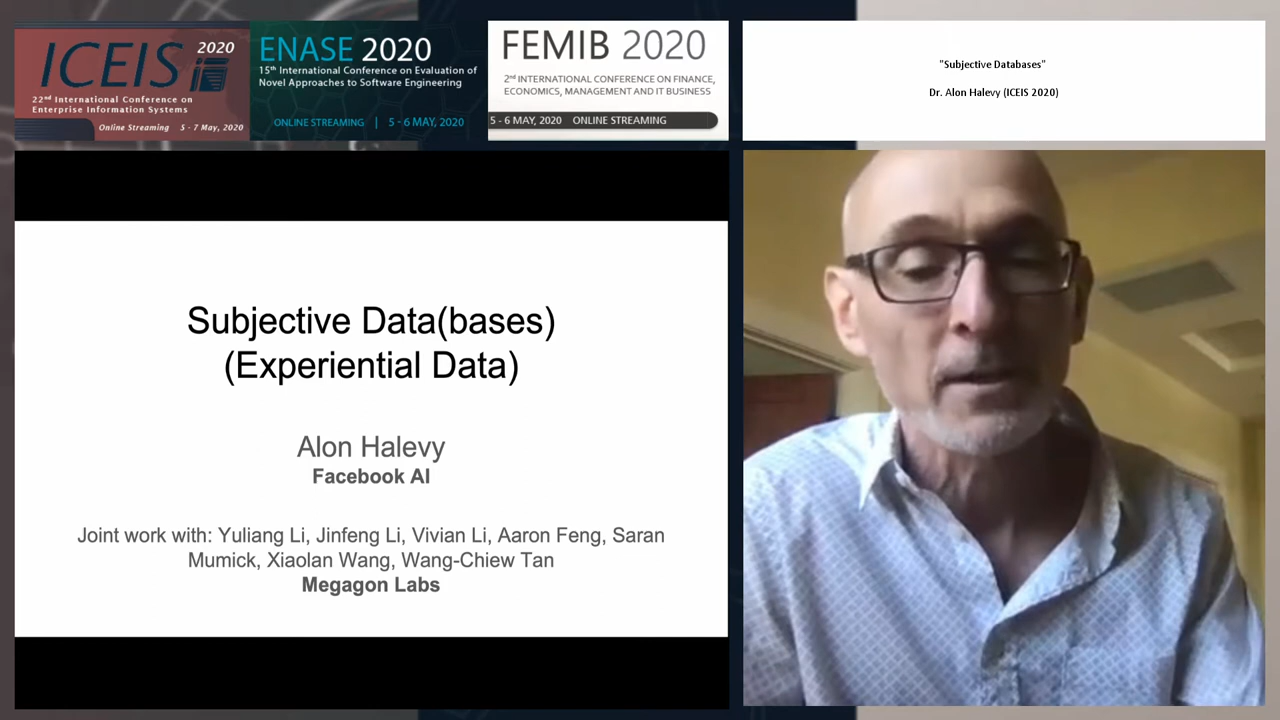 ICEIS 2020
22nd International Conference on
Enterprise Information Systems
Online Streaming 5 - 7 May, 2020
ENASE 2020
15th International Conference on Evaluation of
Novel Approaches to Software Engineering
ONLINE STREAMING | 5 - 6 MAY, 2020
FEMIB 2020
2nd INTERNATIONAL CONFERENCE ON FINANCE,
ECONOMICS, MANAGEMENT AND IT BUSINESS
5 - 6 MAY, 2020 ONLINE STREAMING
"Subjective Databases"
Dr. Alon Halevy (ICEIS 2020)
Subjective Data(bases)
(Experiential Data)
Alon Halevy
Facebook AI
Joint work with: Yuliang Li, Jinfeng Li, Vivian Li, Aaron Feng, Saran
Mumick, Xiaolan Wang, Wang-Chiew Tan
Megagon Labs